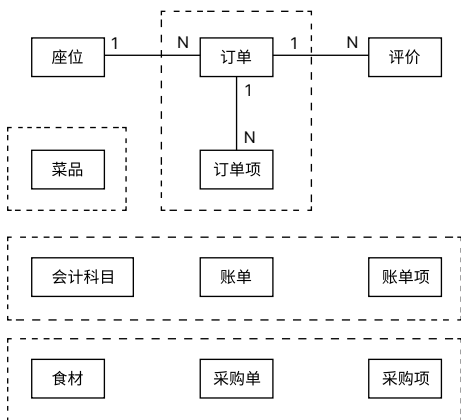 座位 1 N 订单 1 N 评价
1
N
菜品 订单项
会计科目 账单 账单项
食材 采购单 采购项